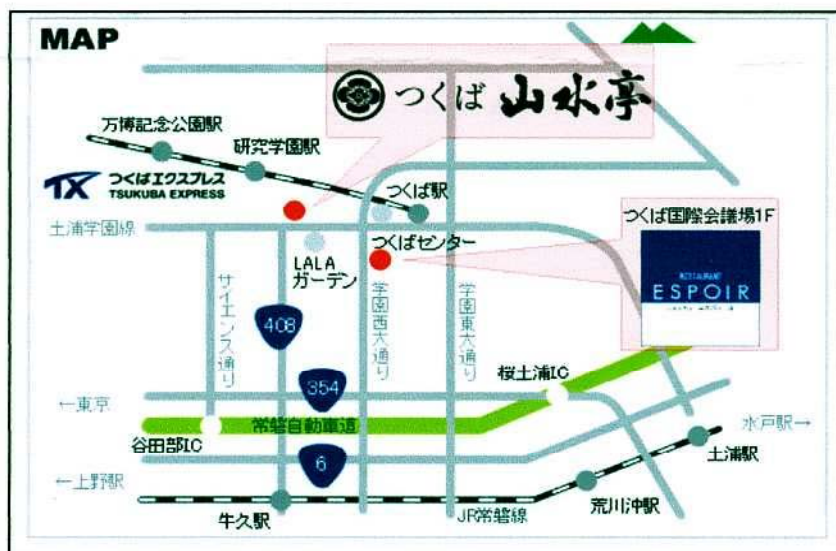 MAP
つくば 山水亭
万博記念公園駅
研究学園駅
TX つくばエクスプレス
TSUKUBA EXPRESS
つくば駅
つくば国際会議場1F
土浦学園線
つくばセンター
LALA
ガーデン
サイエンス通り
学園西大通り
学園東大通り
RESTAURANT
ESPOIR
408
354
桜土浦IC
←東京
常磐自動車道
谷田部IC
水戸駅→
6
土浦駅
←上野駅
牛久駅
JR常磐線
荒川沖駅